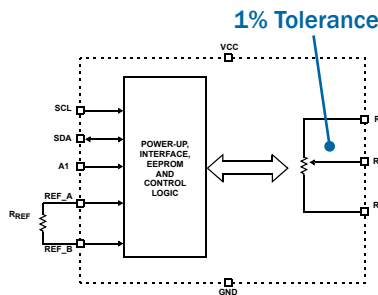 1% Tolerance
VCC
SCL
SDA
A1
REF_A
RREF
REF_B
POWER-UP,
INTERFACE,
EEPROM
AND
CONTROL
LOGIC
R
R
R
GND